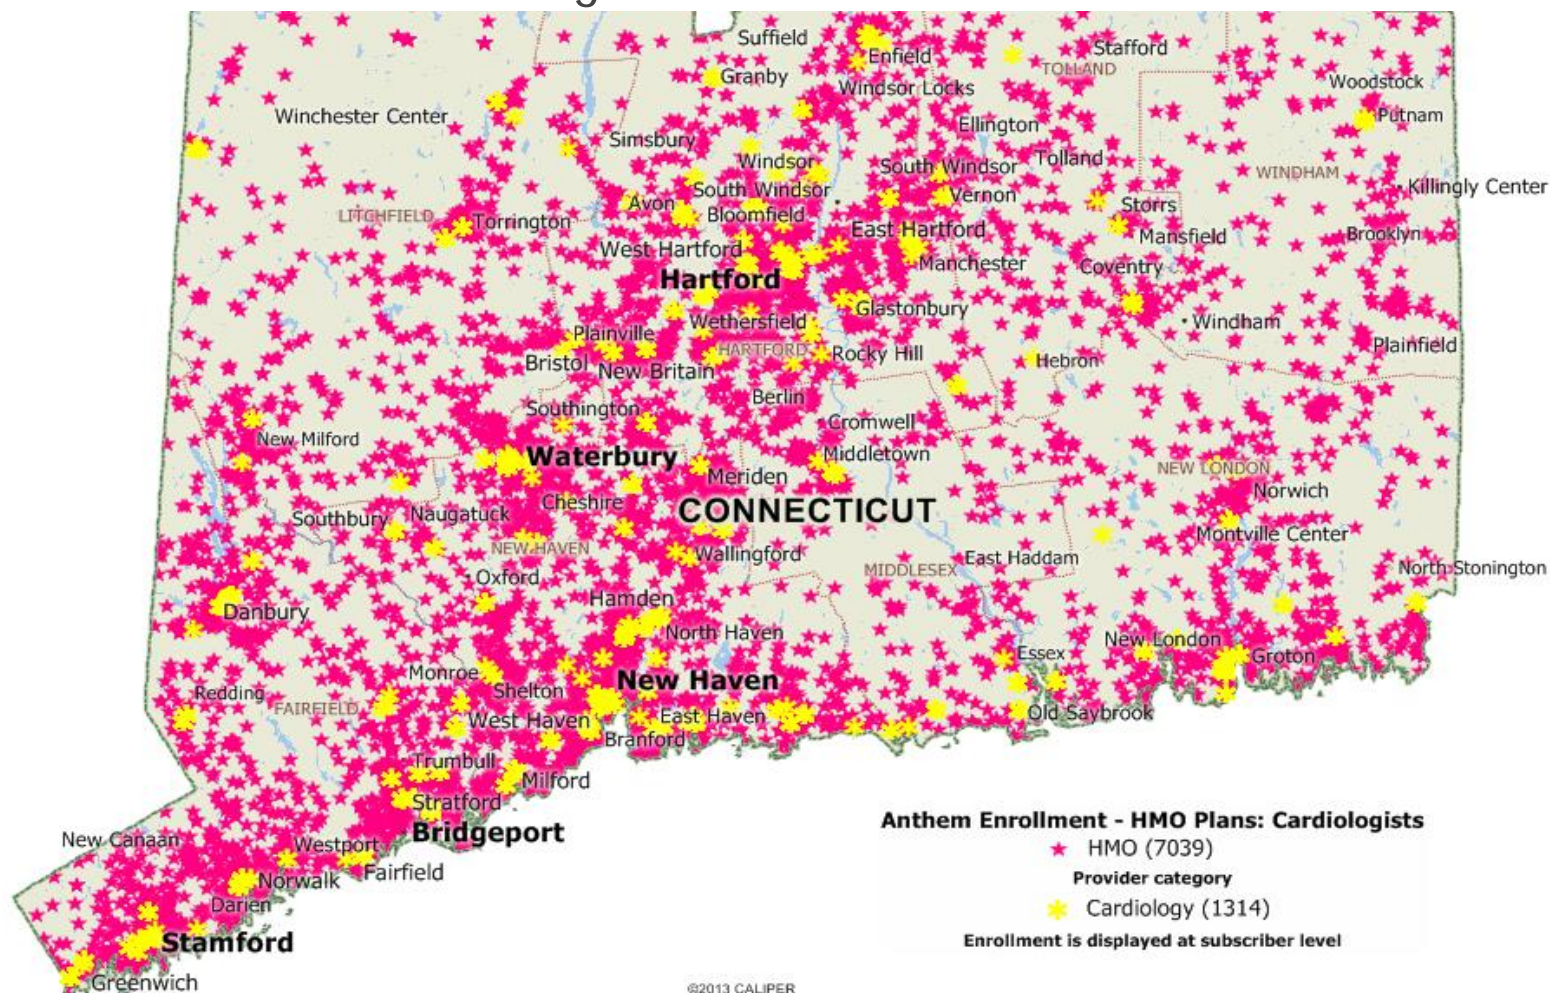 Suffield
Enfield
Stafford
TOLLAND
Granby
Woodstock
Windsor Locks
Winchester Center
Putnam
Ellington
Simsbury
Tolland
Windsor
South Windsor
WINDHAM
Killingly Center
South Windsor
Vernon
Avon
Storrs
LITCHFIELD
Bloomfield
Torrington
East Hartford
Mansfield
Brooklyn
West Hartford
Manchester
Coventry
Hartford
Glastonbury
Wethersfield
Windham
Plainville
HARTFORD
Rocky Hill
Plainfield
Bristol
New Britain
Hebron
Berlin
Southington
Cromwell
New Milford
Waterbury
Middletown
NEW LONDON
Meriden
Norwich
Cheshire
CONNECTICUT
Southbury
Naugatuck
Montville Center
NEW HAVEN
Wallingford
East Haddam
MIDDLESEX
North Stonington
Oxford
Hamden
Danbury
North Haven
New London
Essex
Groton
Monroe
New Haven
Shelton
Redding
FAIRFIELD
West Haven
East Haven
Old Saybrook
Branford
Trumbull
Milford
Stratford
Bridgeport
New Canaan
Westport
Fairfield
Norwalk
Darien
Stamford
Greenwich
Anthem Enrollment - HMO Plans: Cardiologists
HMO (7039)
Provider category
Cardiology (1314)
Enrollment is displayed at subscriber level
©2013 CALIPER